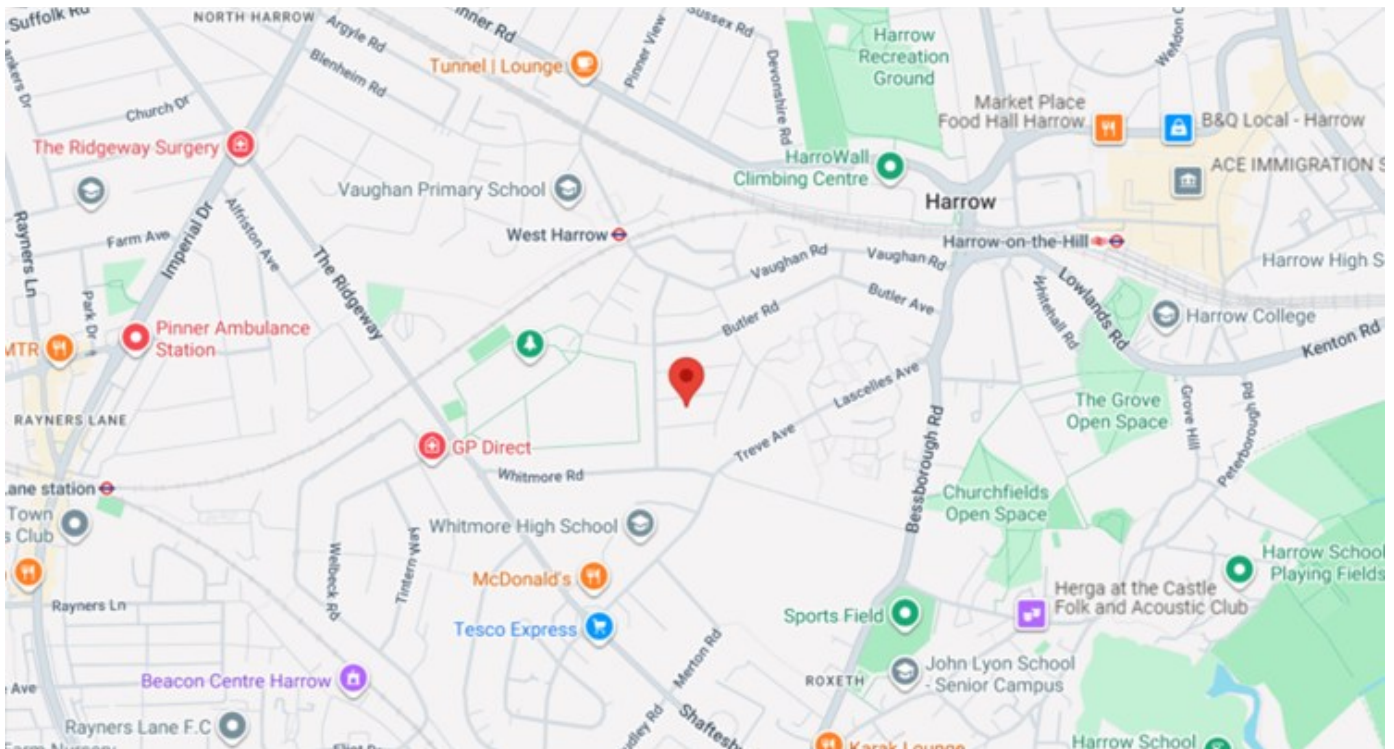 Suffolk Rd
NORTH HARROW
Argyle Rd
Blenheim Rd
Pinner Rd
Tunnel | Lounge
Pinner View
Sussex Rd
Devonshire Rd
Harrow
Recreation
Ground
Market Place
Food Hall Harrow
B&Q Local - Harrow
ACE IMMIGRATION S
Church Dr
The Ridgeway Surgery
Vaughan Primary School
HarroWall
Climbing Centre
Harrow
Rayners Ln
Farm Ave
Imperial Dr
Alfriston Ave
The Ridgeway
West Harrow
Vaughan Rd
Vaughan Rd
Harrow-on-the-Hill
Harrow High S
Park Dr
Butler Ave
Butler Rd
Whitehall Rd
Lowlands Rd
Harrow College
Kenton Rd
MTR
Pinner Ambulance
Station
RAYNERS LANE
Lascelles Ave
The Grove
Open Space
Grove Hill
Peterborough Rd
GP Direct
Treve Ave
Bessborough Rd
Whitmore Rd
ane station
Town
s Club
Whitmore High School
Churchfields
Open Space
Welbeck Rd
Tintern Way
McDonald's
Harrow School
Playing Fields
Rayners Ln
Tesco Express
Sports Field
Herga at the Castle
Folk and Acoustic Club
Merton Rd
Beacon Centre Harrow
ROXETH
John Lyon School
- Senior Campus
Ave
Rayners Lane F.C
udley Rd
Shaftesb
Karak Lounge
Harrow School